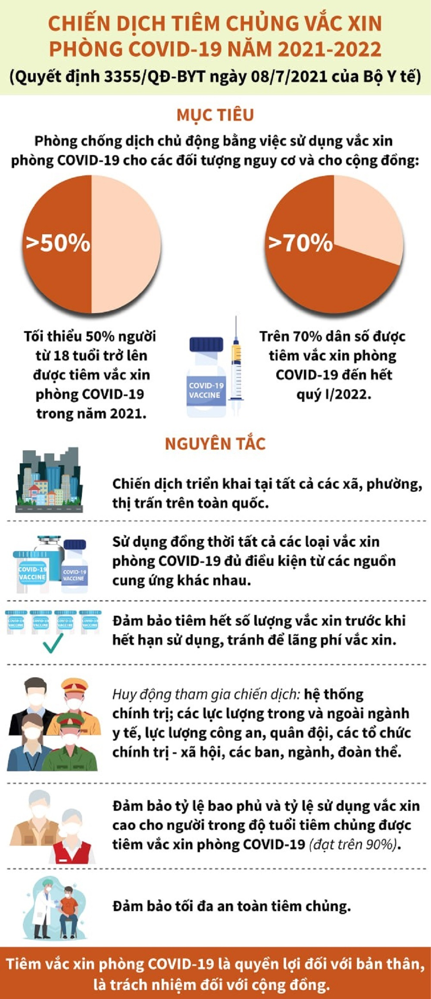 CHIẾN DỊCH TIÊM CHỦNG VẮC XIN
PHÒNG COVID-19 NĂM 2021-2022
(Quyết định 3355/QĐ-BYT ngày 08/7/2021 của Bộ Y tế)
MỤC TIÊU
Phòng chống dịch chủ động bằng việc sử dụng vắc xin
phòng COVID-19 cho các đối tượng nguy cơ và cho cộng đồng:
>50%
>70%
Tối thiểu 50% người
từ 18 tuổi trở lên
được tiêm vắc xin
phòng COVID-19
trong năm 2021.
COVID-19
VACCINE
Trên 70% dân số được
tiêm vắc xin phòng
COVID-19 đến hết
quý I/2022.
NGUYÊN TẮC
Chiến dịch triển khai tại tất cả các xã, phường,
thị trấn trên toàn quốc.
COVID-19
VACCINE
COVID-19
VACCINE
Sử dụng đồng thời tất cả các loại vắc xin
phòng COVID-19 đủ điều kiện từ các nguồn
cung ứng khác nhau.
COVID-19
VACCINE
COVID-19
VACCINE
COVID-19
VACCINE
COVID-19
VACCINE
Đảm bảo tiêm hết số lượng vắc xin trước khi
hết hạn sử dụng, tránh để lãng phí vắc xin.
Huy động tham gia chiến dịch: hệ thống
chính trị; các lực lượng trong và ngoài ngành
y tế, lực lượng công an, quân đội, các tổ chức
chính trị - xã hội, các ban, ngành, đoàn thể.
Đảm bảo tỷ lệ bao phủ và tỷ lệ sử dụng vắc xin
cao cho người trong độ tuổi tiêm chủng được
tiêm vắc xin phòng COVID-19 (đạt trên 90%).
Đảm bảo tối đa an toàn tiêm chủng.
Tiêm vắc xin phòng COVID-19 là quyền lợi đối với bản thân,
là trách nhiệm đối với cộng đồng.